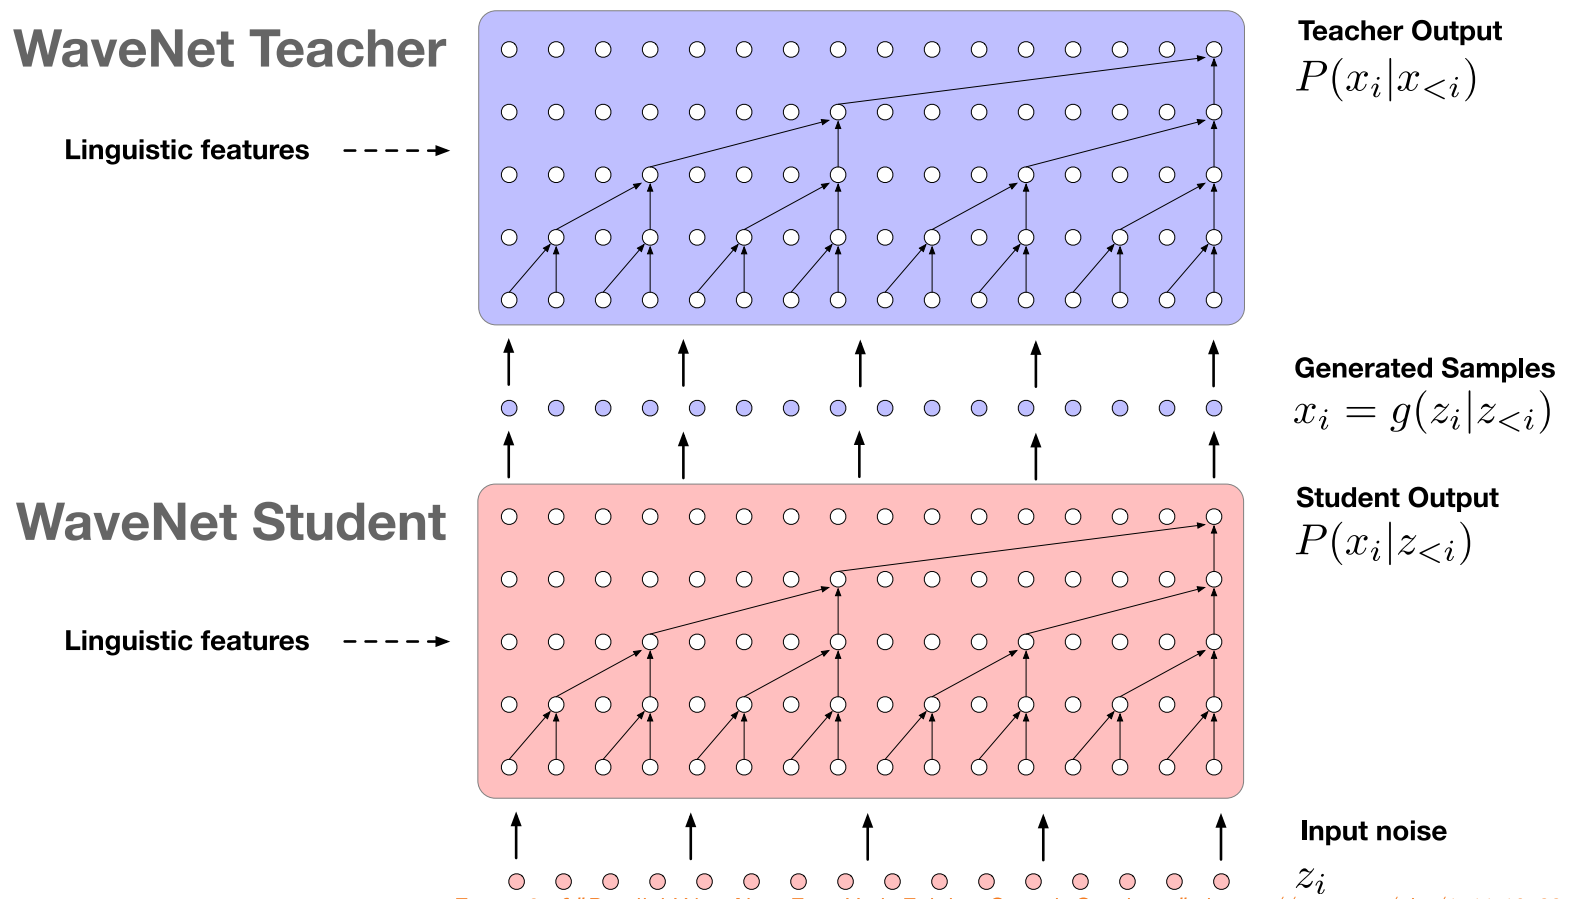 WaveNet Teacher
Linguistic features
Teacher Output
P(x_i|x_{<i})
Generated Samples
x_i = g(z_i|z_{<i})
WaveNet Student
Linguistic features
Student Output
P(x_i|z_{<i})
Input noise
z_i